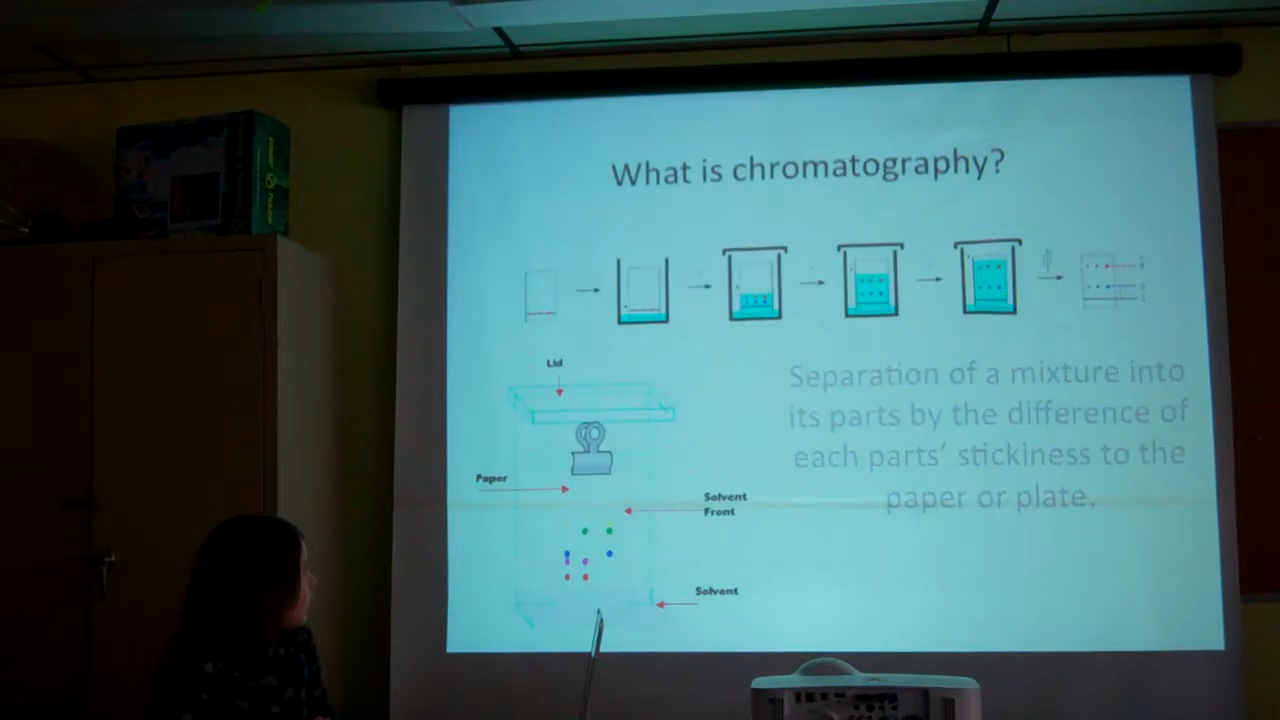 What is chromatography?
Lid
Separation of a mixture into
its parts by the difference of
each parts’ stickiness to the
paper or plate.
Paper
Solvent
Front
Solvent